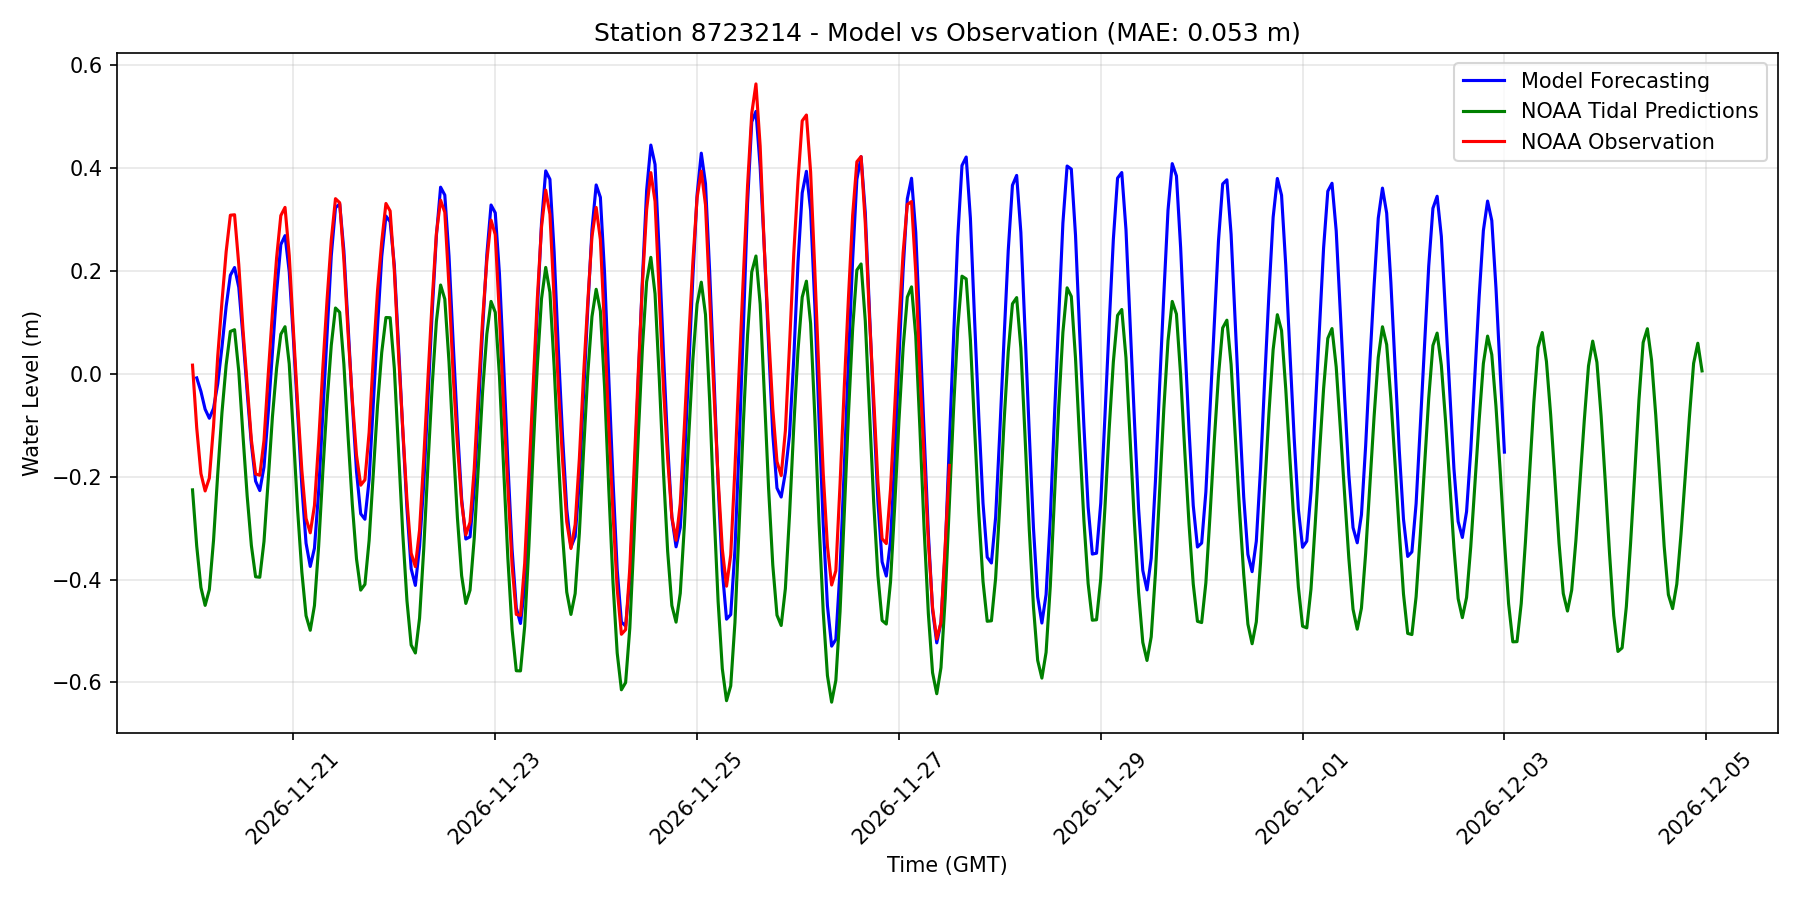 Station 8723214 - Model vs Observation (MAE: 0.053 m)
Model Forecasting
NOAA Tidal Predictions
NOAA Observation
Water Level (m)
0.6
0.4
0.2
0.0
−0.2
−0.4
−0.6
2026-11-21
2026-11-23
2026-11-25
2026-11-27
2026-11-29
2026-12-01
2026-12-03
2026-12-05
Time (GMT)